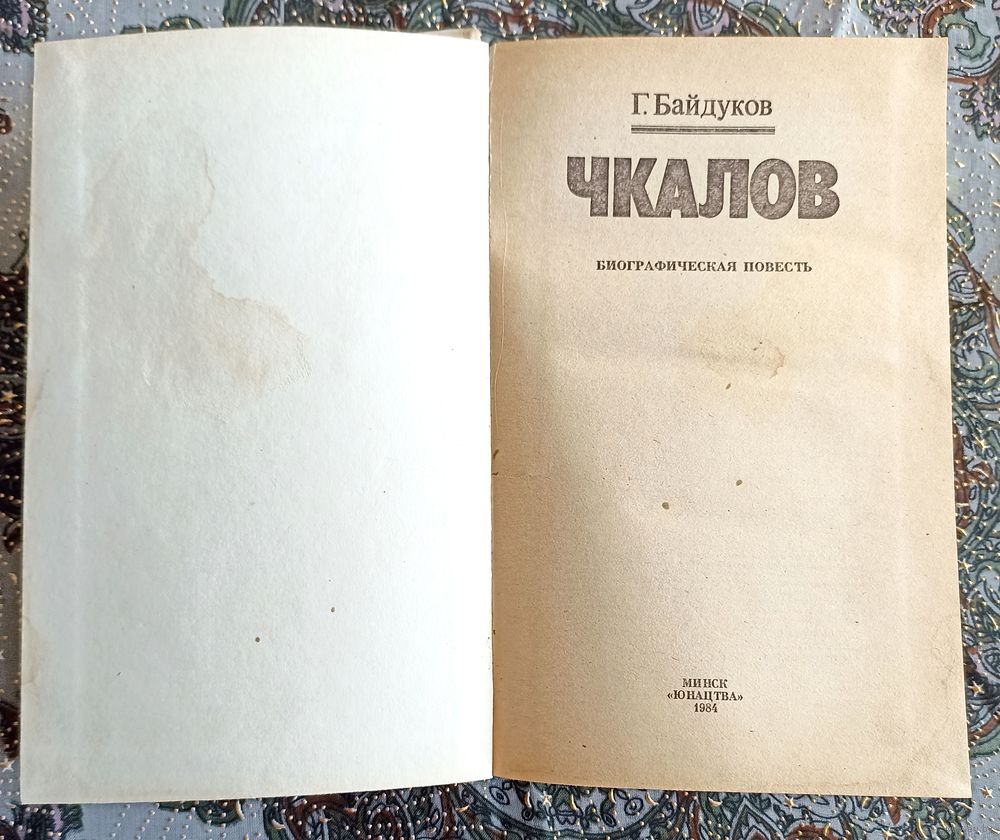 Г. Байдуков
ЧКАЛОВ
БИОГРАФИЧЕСКАЯ ПОВЕСТЬ
МИНСК
«ЮНАЦТВА»
1984